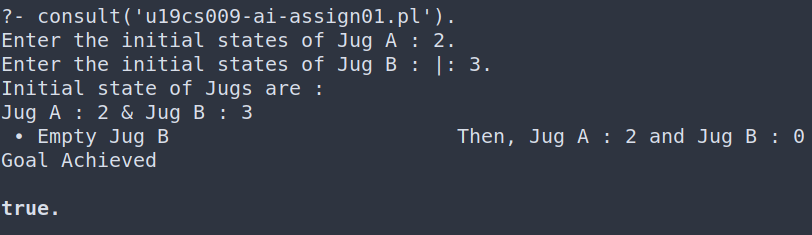 ?- consult('u19cs009-ai-assign01.pl').
Enter the initial states of Jug A : 2.
Enter the initial states of Jug B : |: 3.
Initial state of Jugs are :
Jug A : 2 & Jug B : 3
• Empty Jug B Then, Jug A : 2 and Jug B : 0
Goal Achieved
true.